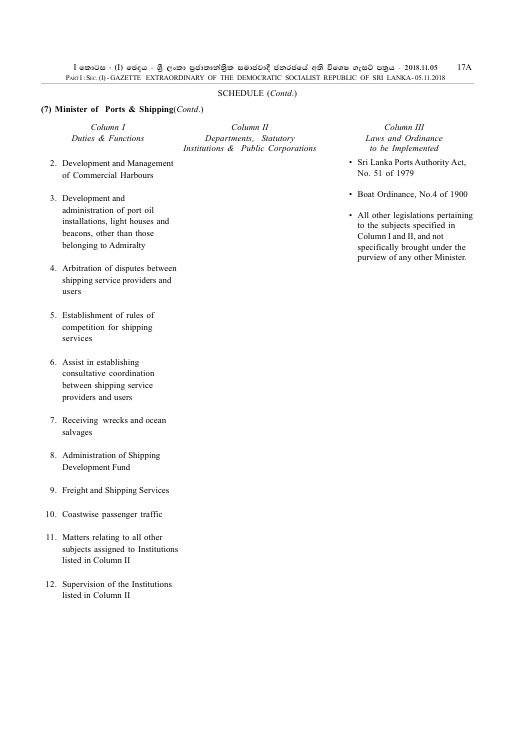 I කොටස : (I) ඡෙදය - ශ්‍රී ලංකා ප්‍රජාතාන්ත්‍රික සමාජවාදී ජනරජයේ අති විශෙෂ ගැසට් පත්‍රය - 2018.11.05 17A
PART I : SEC. (I) - GAZETTE EXTRAORDINARY OF THE DEMOCRATIC SOCIALIST REPUBLIC OF SRI LANKA - 05.11.2018
SCHEDULE (Contd.)
(7) Minister of Ports & Shipping(Contd.)
Column I
Duties & Functions
2. Development and Management
of Commercial Harbours
3. Development and
administration of port oil
installations, light houses and
beacons, other than those
belonging to Admiralty
4. Arbitration of disputes between
shipping service providers and
users
5. Establishment of rules of
competition for shipping
services
6. Assist in establishing
consultative coordination
between shipping service
providers and users
7. Receiving wrecks and ocean
salvages
8. Administration of Shipping
Development Fund
9. Freight and Shipping Services
10. Coastwise passenger traffic
11. Matters relating to all other
subjects assigned to Institutions
listed in Column II
12. Supervision of the Institutions
listed in Column II
Column II
Departments, Statutory
Institutions & Public Corporations
Column III
Laws and Ordinance
to be Implemented
• Sri Lanka Ports Authority Act,
No. 51 of 1979
• Boat Ordinance, No.4 of 1900
• All other legislations pertaining
to the subjects specified in
Column I and II, and not
specifically brought under the
purview of any other Minister.